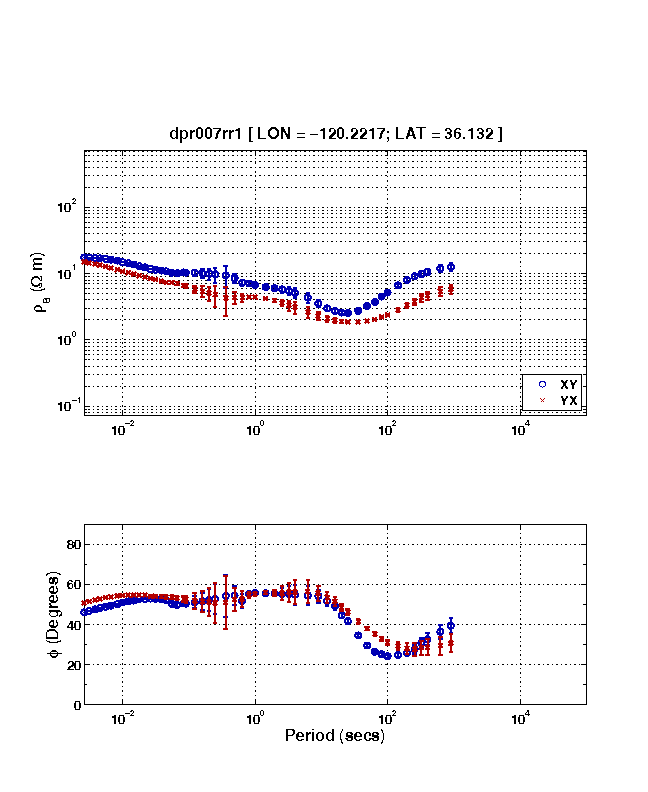 dpr007rr1 [ LON = −120.2217; LAT = 36.132 ]
ρa (Ω m)
10²
10¹
10⁰
10⁻¹
XY
YX
10⁻² 10⁰ 10² 10⁴
ϕ (Degrees)
80
60
40
20
0
10⁻² 10⁰ 10² 10⁴
Period (secs)